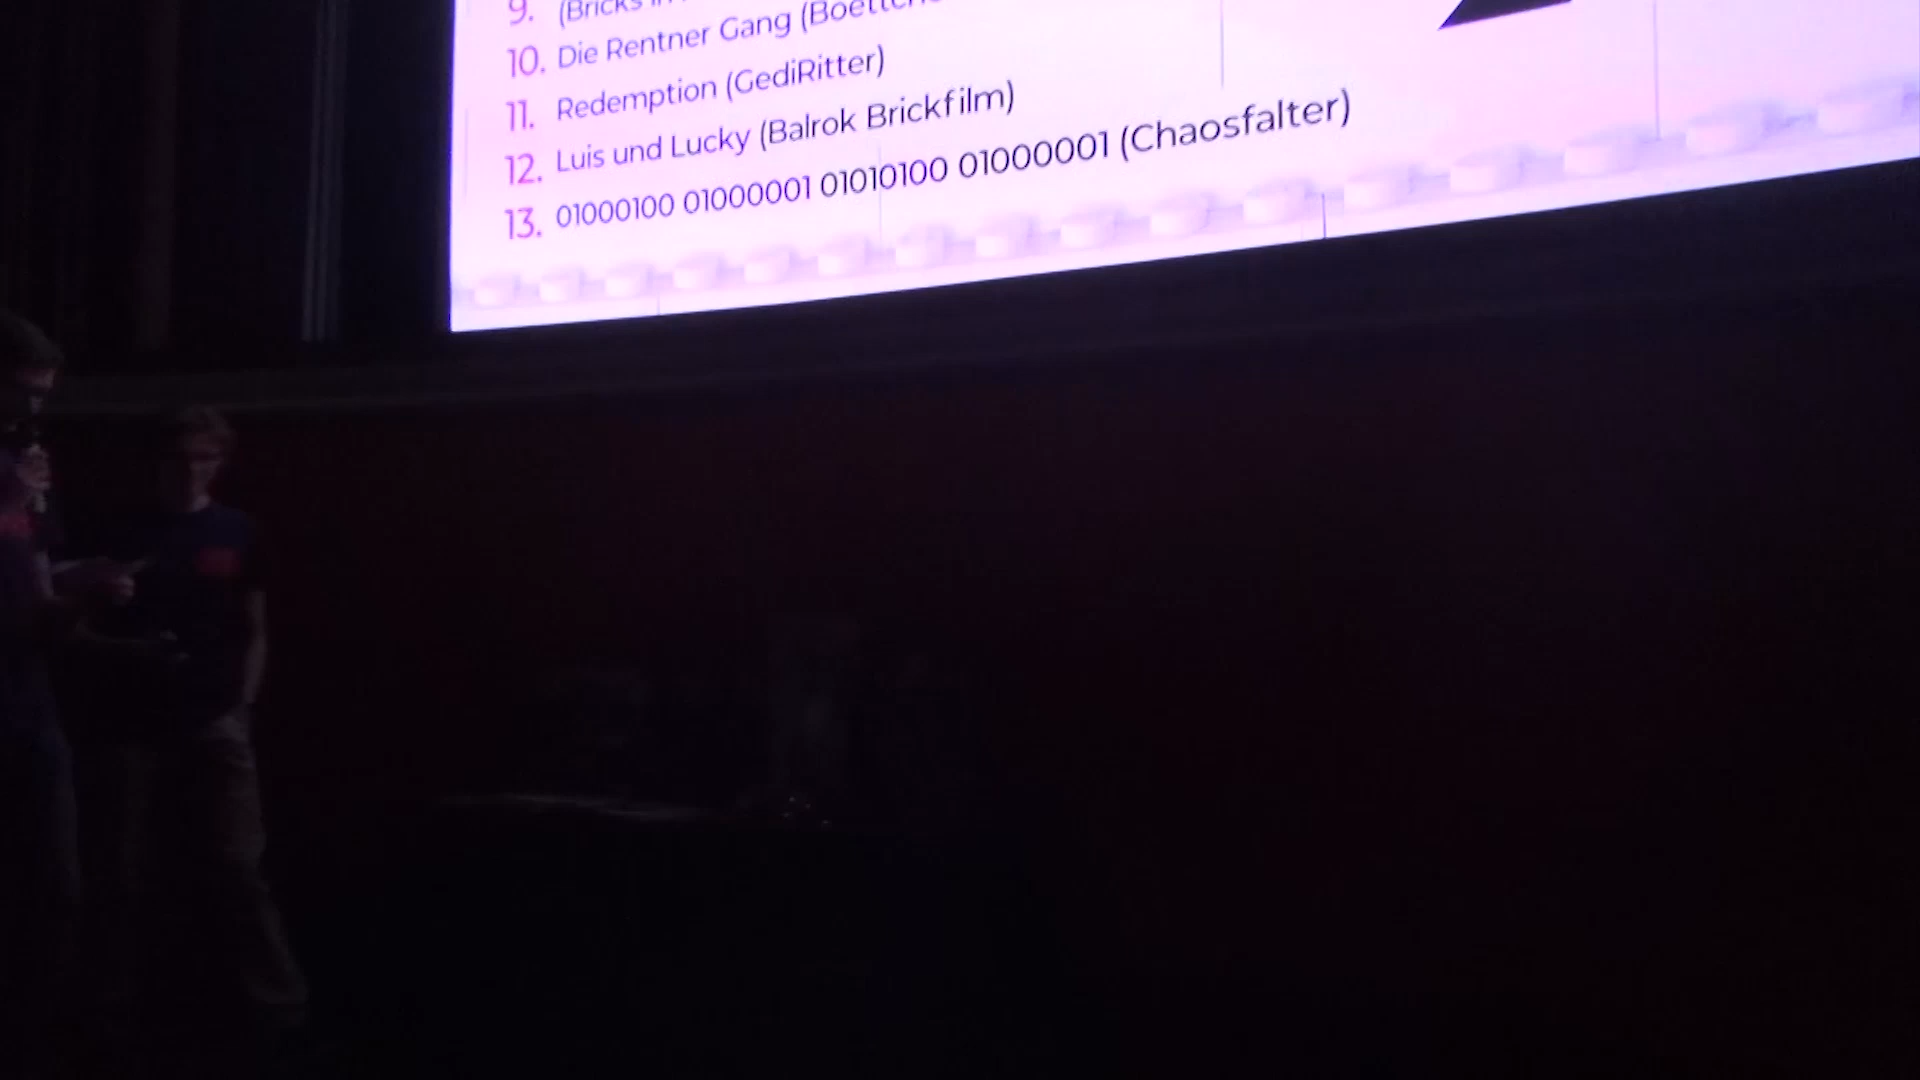 9. (Bricks
10. Die Rentner Gang
11. Redemption (GediRitter)
12. Luis und Lucky (Balrok Brickfilm)
13. 01000100 01000001 01010100 01000001 (Chaosfalter)